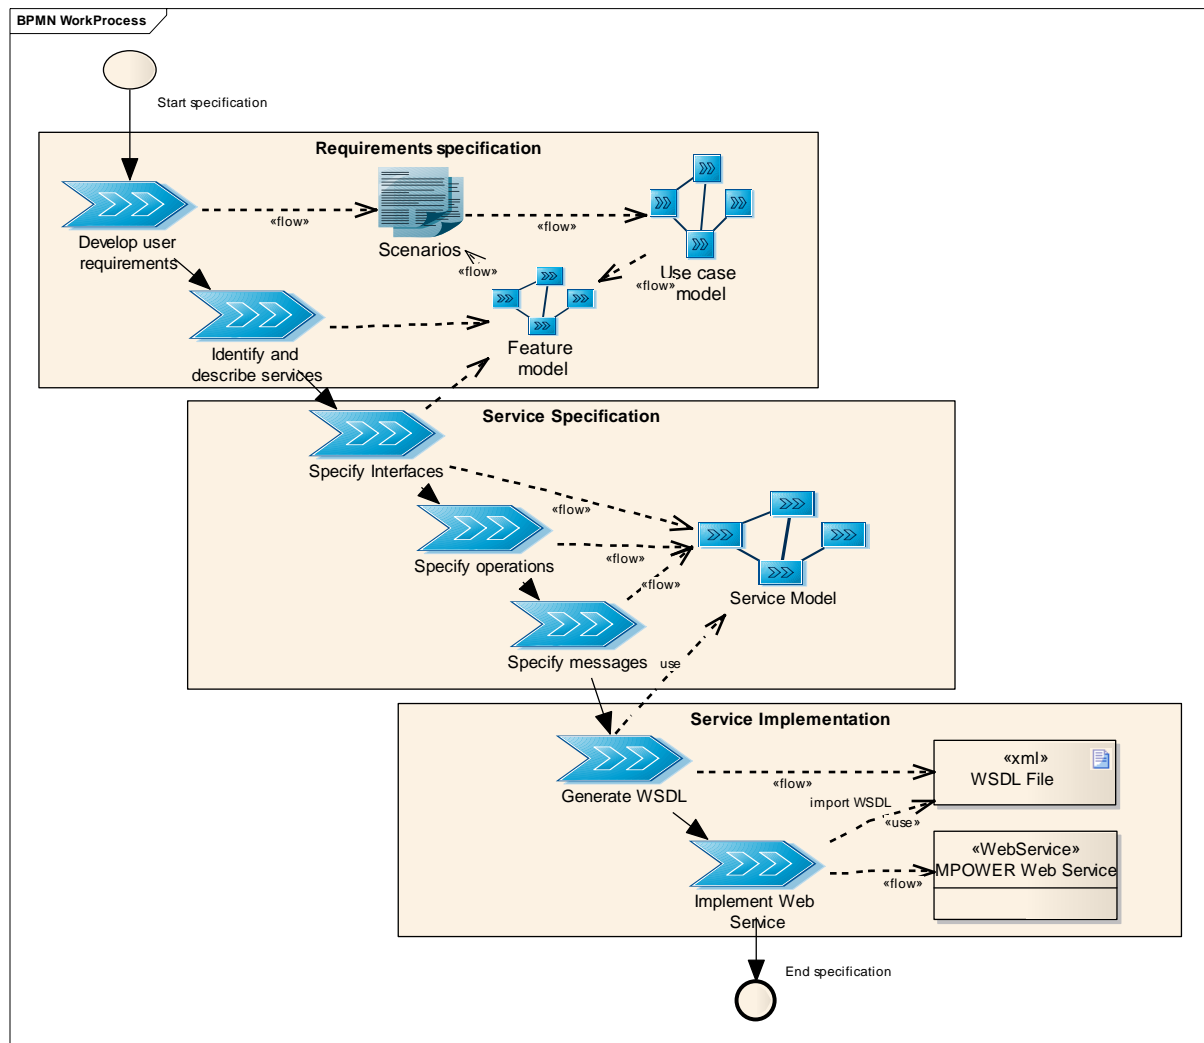 BPMN WorkProcess
Start specification
Requirements specification
«flow»
«flow»
Develop user
requirements
Scenarios
«flow»
Use case
model
«flow»
Identify and
describe services
Feature
model
Service Specification
Specify Interfaces
«flow»
Specify operations
«flow»
«flow»
Service Model
Specify messages
use
Service Implementation
«xml»
WSDL File
«flow»
Generate WSDL
import WSDL
«use»
«WebService»
MPOWER Web Service
«flow»
Implement Web
Service
End specification